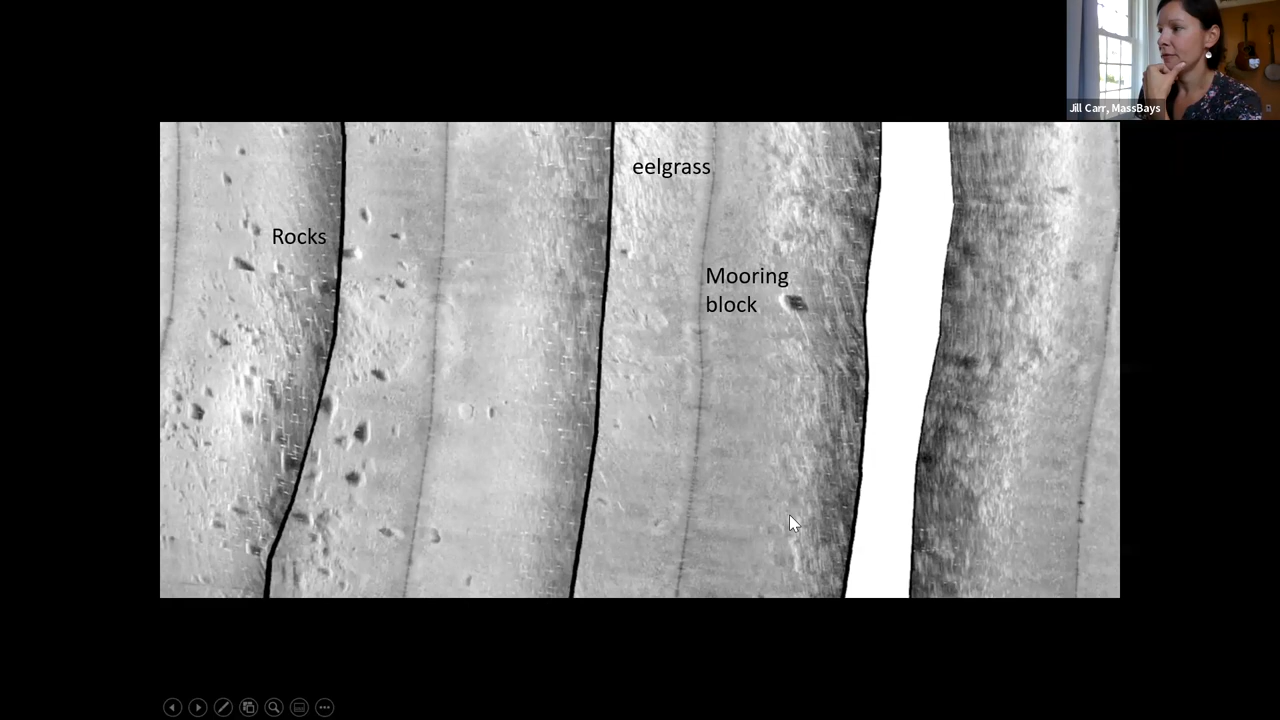 Jill Carr, MassBays
eelgrass
Rocks
Mooring
block